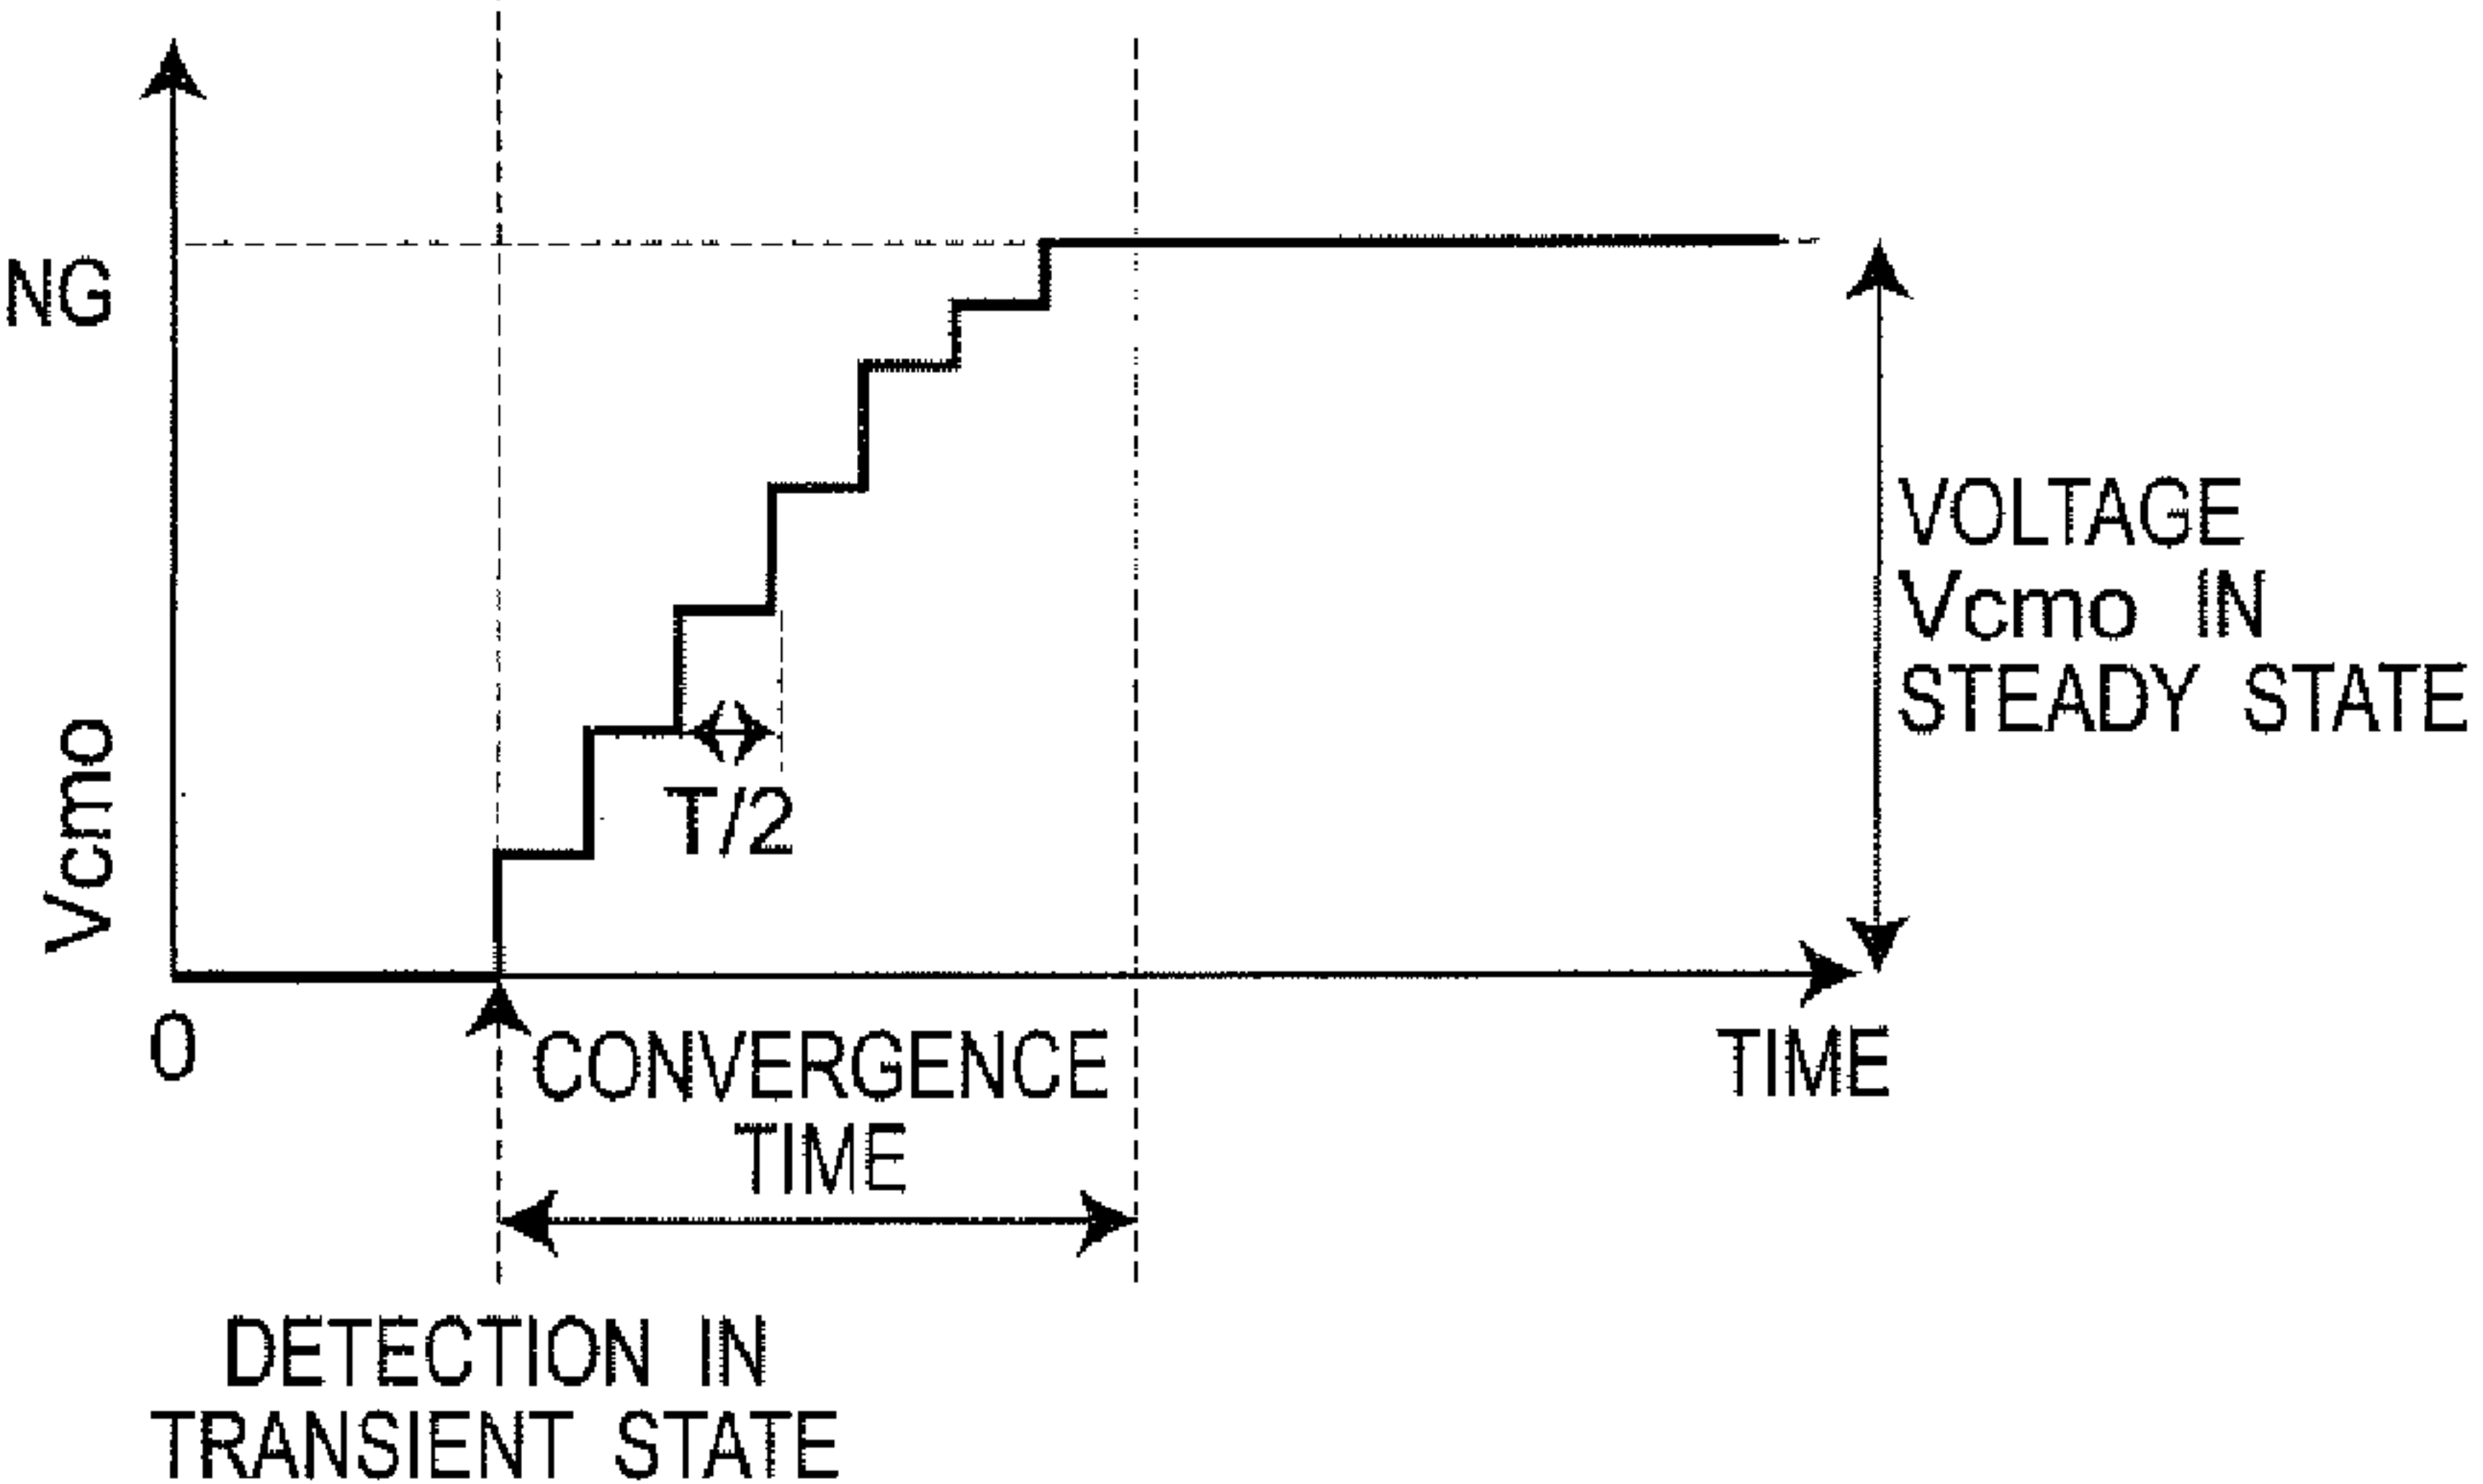 NG
VOLTAGE
Vcmo IN
STEADY STATE
Vcmo
T/2
0
CONVERGENCE
TIME
TIME
DETECTION IN
TRANSIENT STATE